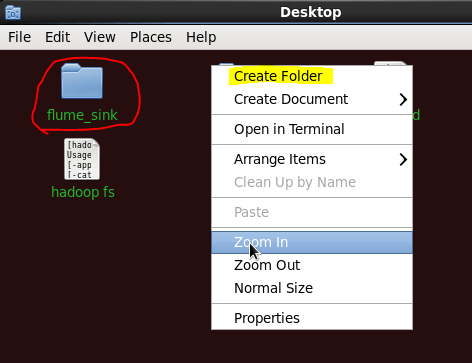 Desktop
File Edit View Places Help
flume_sink
[hado
Usage
[-app
[-cat
hadoop fs
Create Folder
Create Document
Open in Terminal
Arrange Items
Clean Up by Name
Paste
Zoom In
Zoom Out
Normal Size
Properties
d